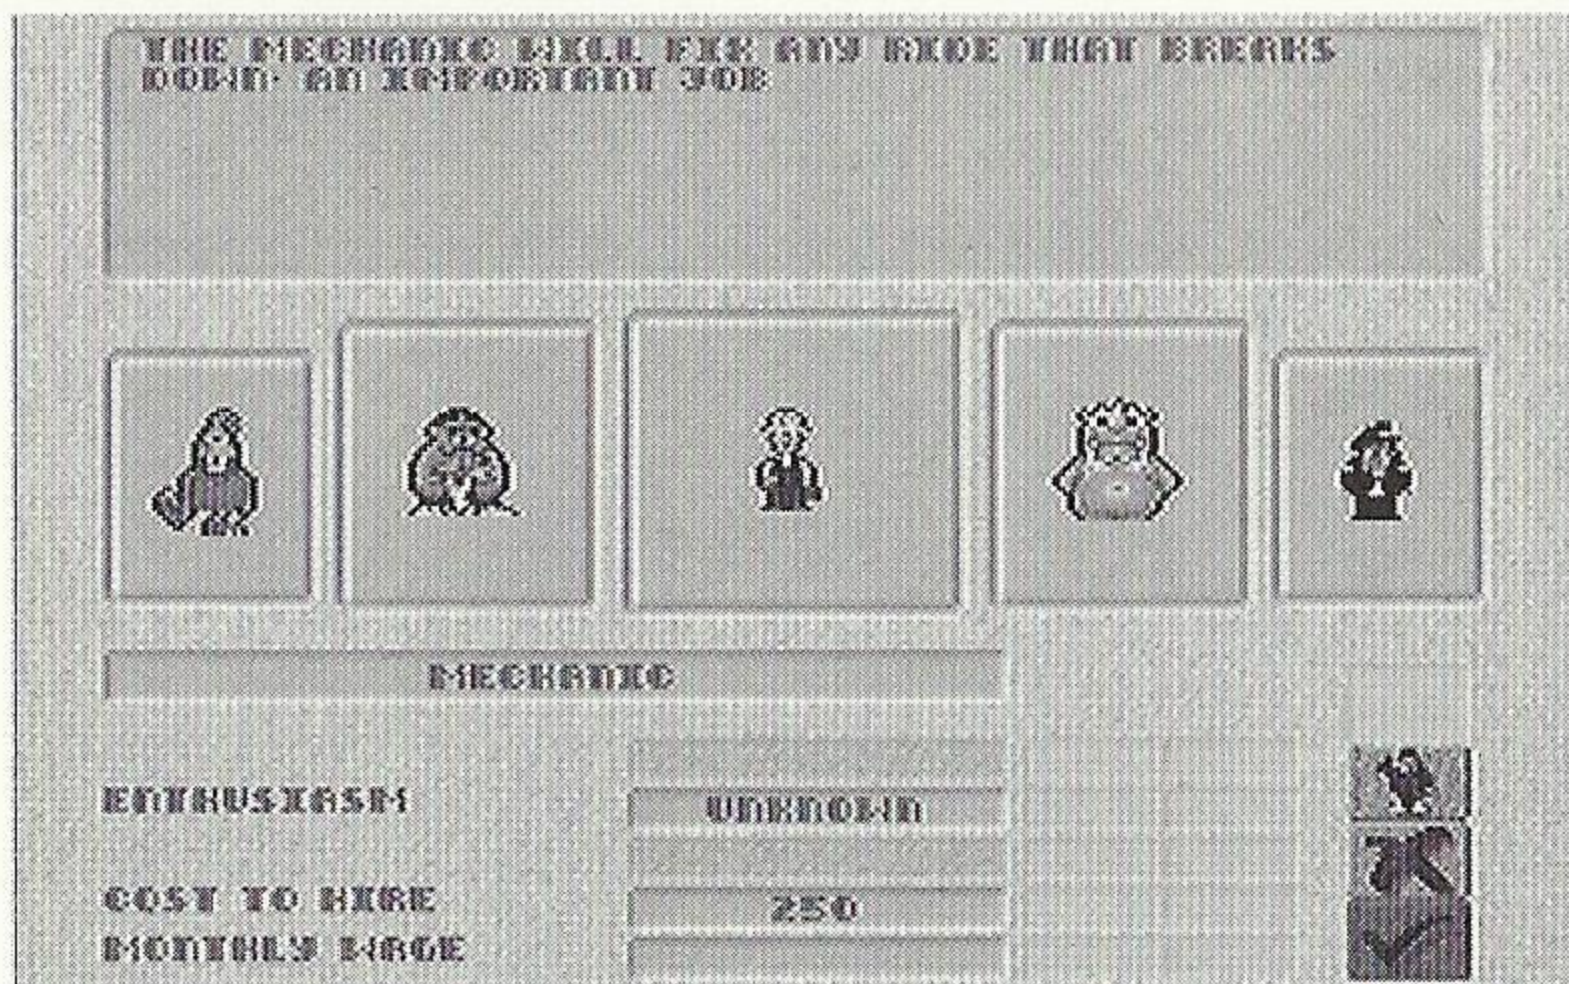 THE MECHANIC WILL FIX ANY RIDE THAT BREAKS
DOWN. AN IMPORTANT JOB
MECHANIC
ENTHUSIASM
UNKNOWN
COST TO HIRE
250
MONTHLY WAGE